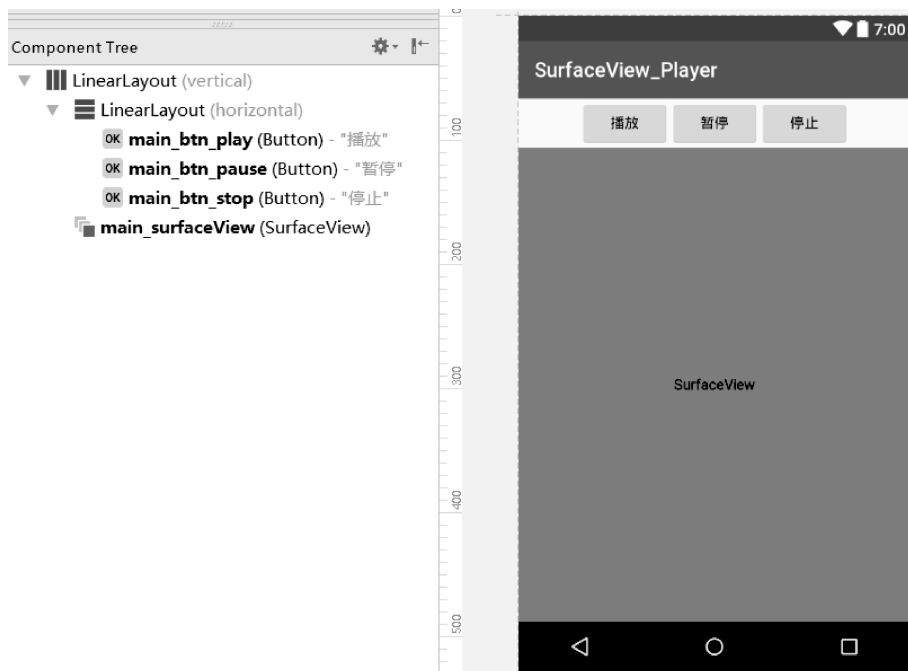 Component Tree
LinearLayout (vertical)
LinearLayout (horizontal)
OK main_btn_play (Button) - "播放"
OK main_btn_pause (Button) - "暂停"
OK main_btn_stop (Button) - "停止"
main_surfaceView (SurfaceView)
0
100
200
300
400
500
7:00
SurfaceView_Player
播放 暂停 停止
SurfaceView